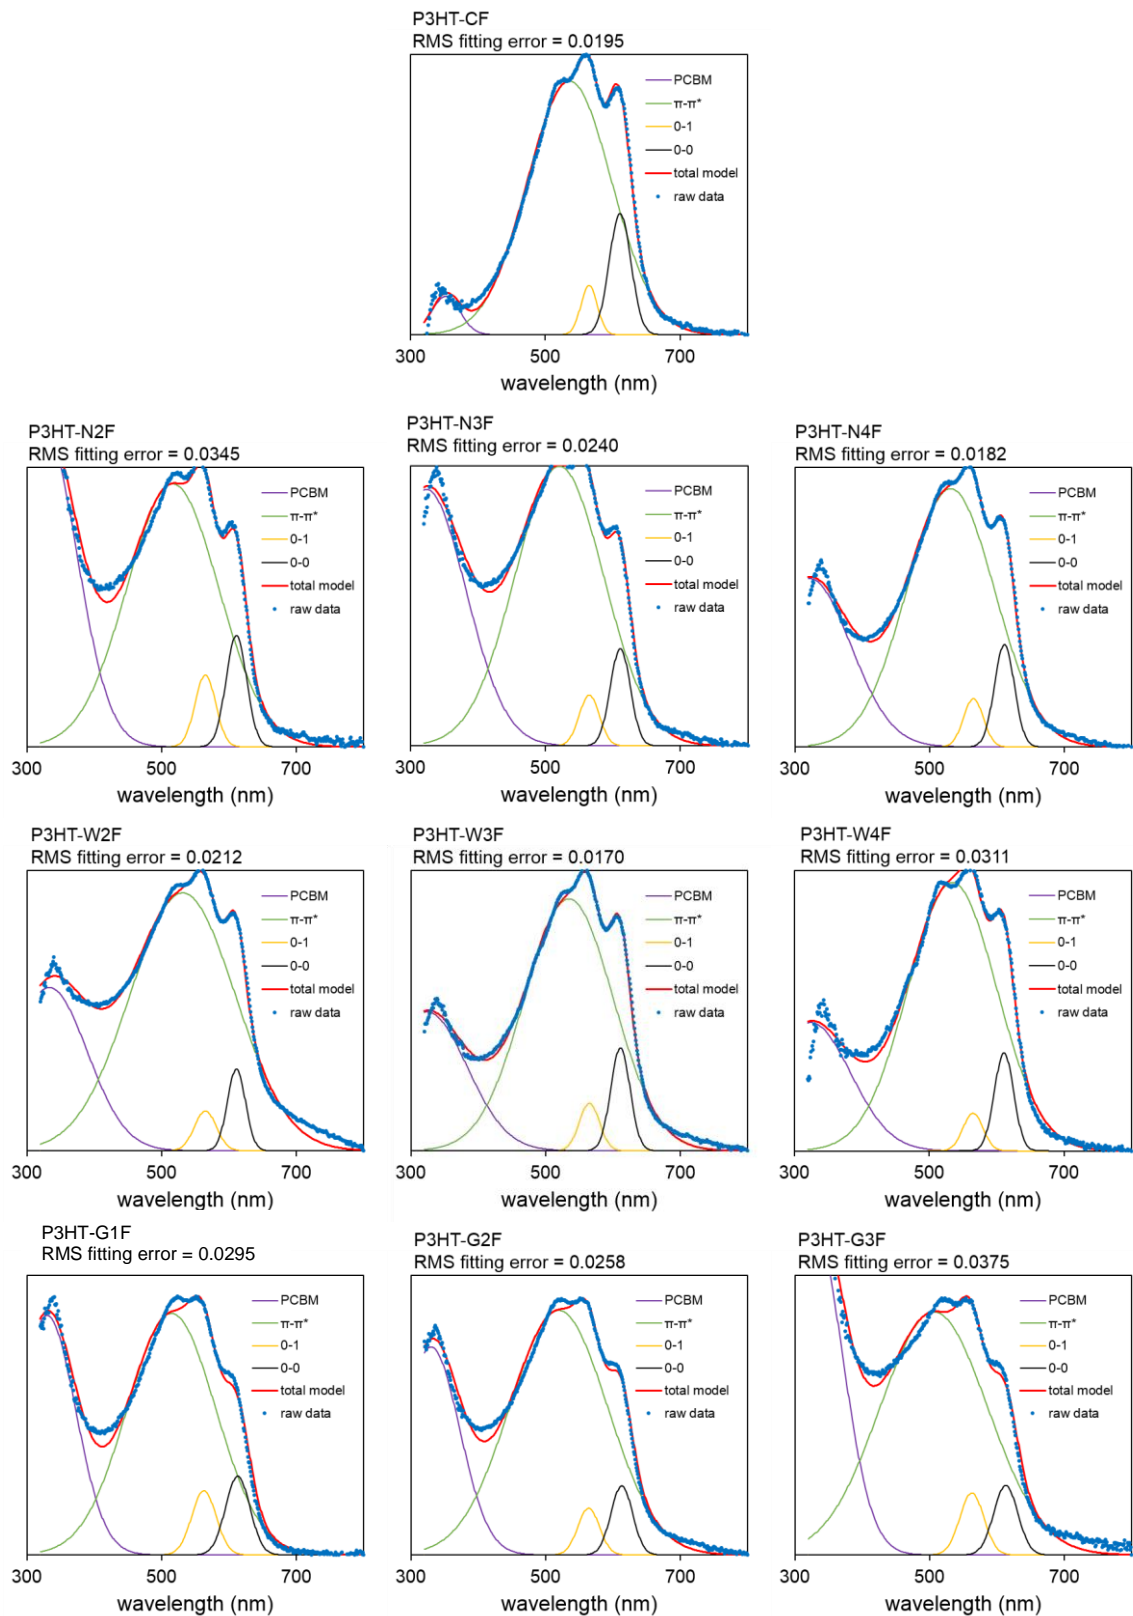 P3HT-CF
RMS fitting error = 0.0195
PCBM
π-π*
0-1
0-0
total model
raw data
300
500
700
wavelength (nm)
P3HT-N2F
RMS fitting error = 0.0345
PCBM
π-π*
0-1
0-0
total model
raw data
300
500
700
wavelength (nm)
P3HT-N3F
RMS fitting error = 0.0240
PCBM
π-π*
0-1
0-0
total model
raw data
300
500
700
wavelength (nm)
P3HT-N4F
RMS fitting error = 0.0182
PCBM
π-π*
0-1
0-0
total model
raw data
300
500
700
wavelength (nm)
P3HT-W2F
RMS fitting error = 0.0212
PCBM
π-π*
0-1
0-0
total model
raw data
300
500
700
wavelength (nm)
P3HT-W3F
RMS fitting error = 0.0170
PCBM
π-π*
0-1
0-0
total model
raw data
300
500
700
wavelength (nm)
P3HT-W4F
RMS fitting error = 0.0311
PCBM
π-π*
0-1
0-0
total model
raw data
300
500
700
wavelength (nm)
P3HT-G1F
RMS fitting error = 0.0295
PCBM
π-π*
0-1
0-0
total model
raw data
300
500
700
wavelength (nm)
P3HT-G2F
RMS fitting error = 0.0258
PCBM
π-π*
0-1
0-0
total model
raw data
300
500
700
wavelength (nm)
P3HT-G3F
RMS fitting error = 0.0375
PCBM
π-π*
0-1
0-0
total model
raw data
300
500
700
wavelength (nm)